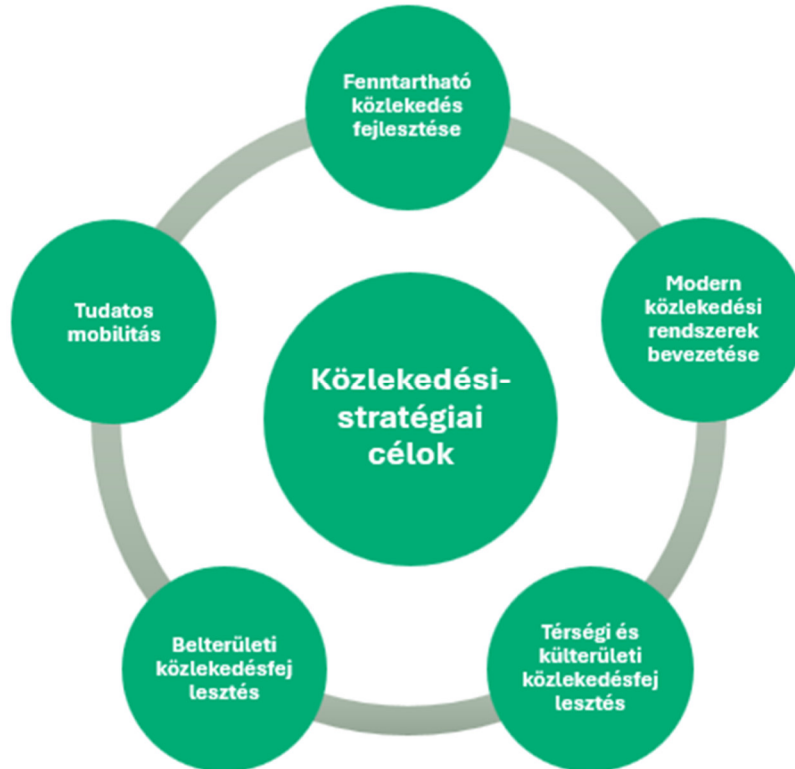 Fenntartható
közlekedés
fejlesztése
Modern
közlekedési
rendszerek
bevezetése
Tudatos
mobilitás
Közlekedési-
stratégiai
célok
Térségi és
külterületi
közlekedésfej
lesztés
Belterületi
közlekedésfej
lesztés